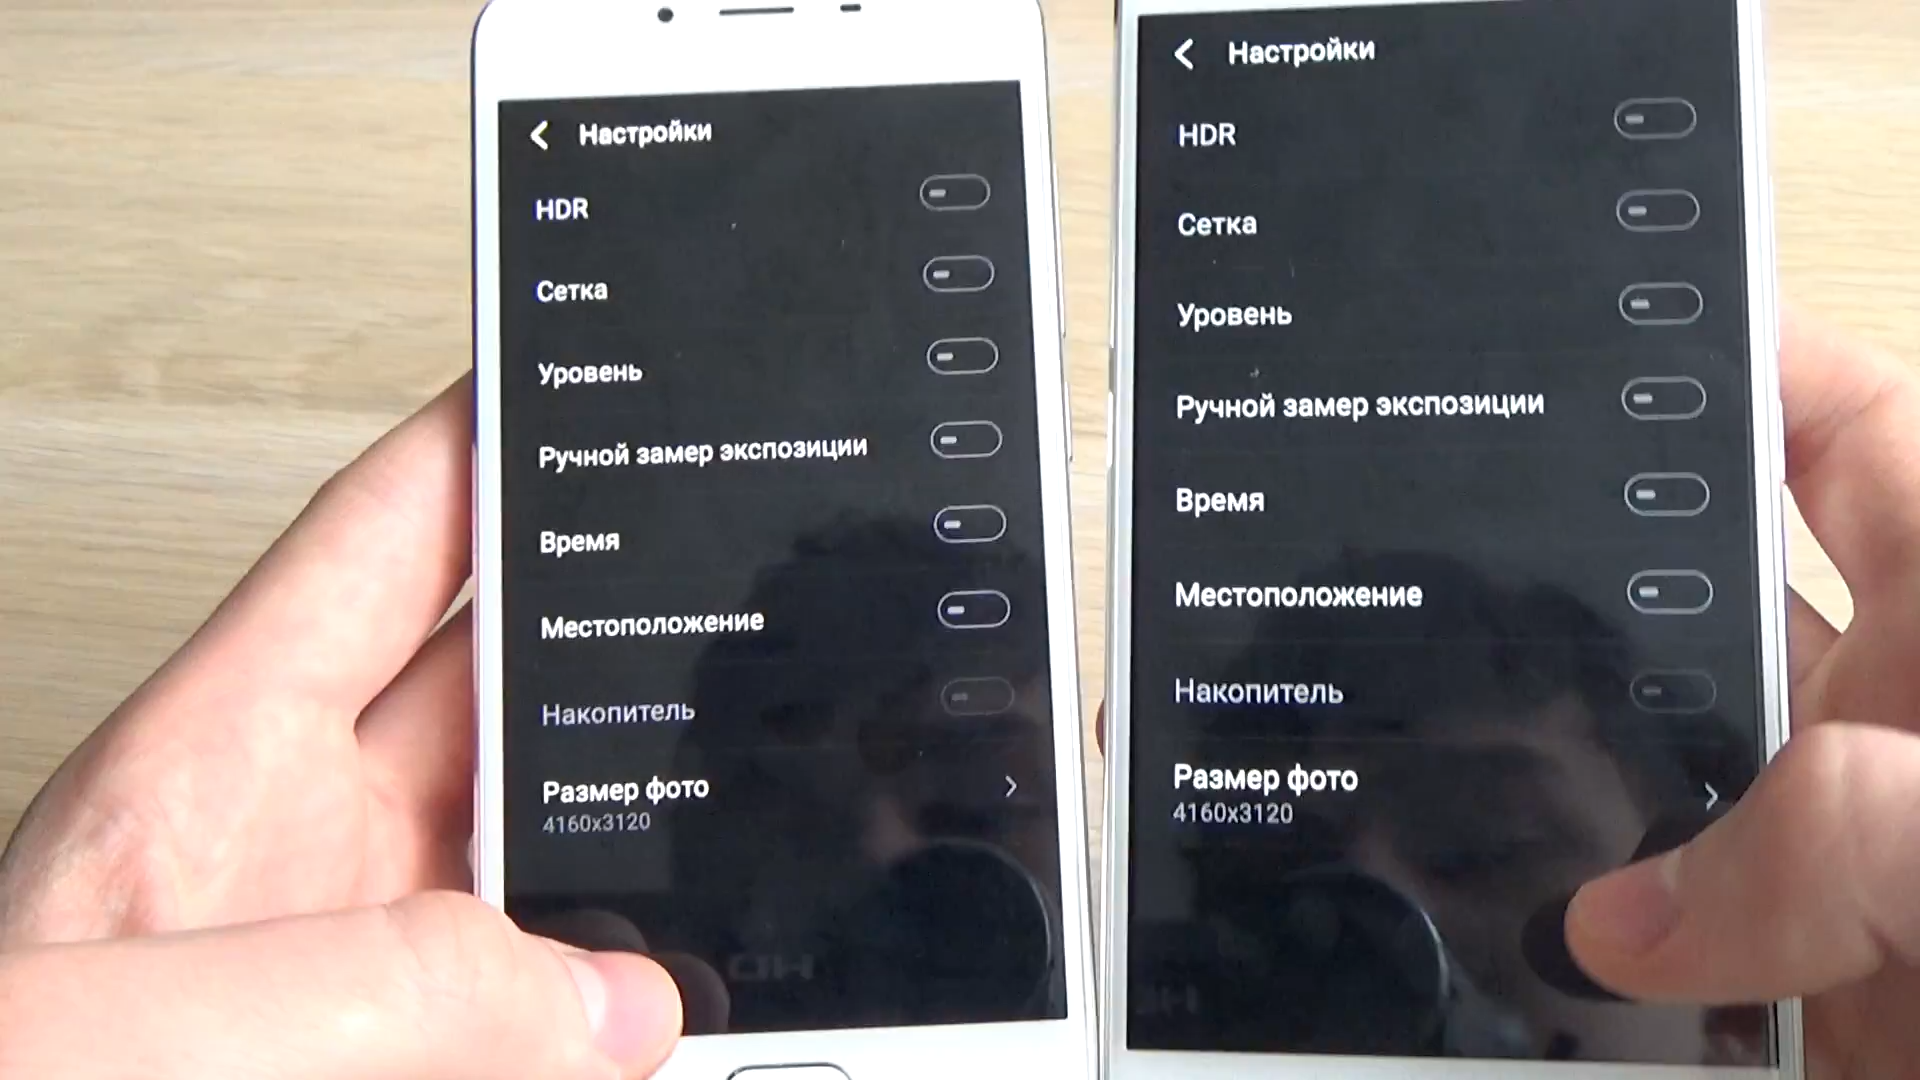 Настройки
HDR
Сетка
Уровень
Ручной замер экспозиции
Время
Местоположение
Накопитель
Размер фото
4160x3120
Настройки
HDR
Сетка
Уровень
Ручной замер экспозиции
Время
Местоположение
Накопитель
Размер фото
4160x3120